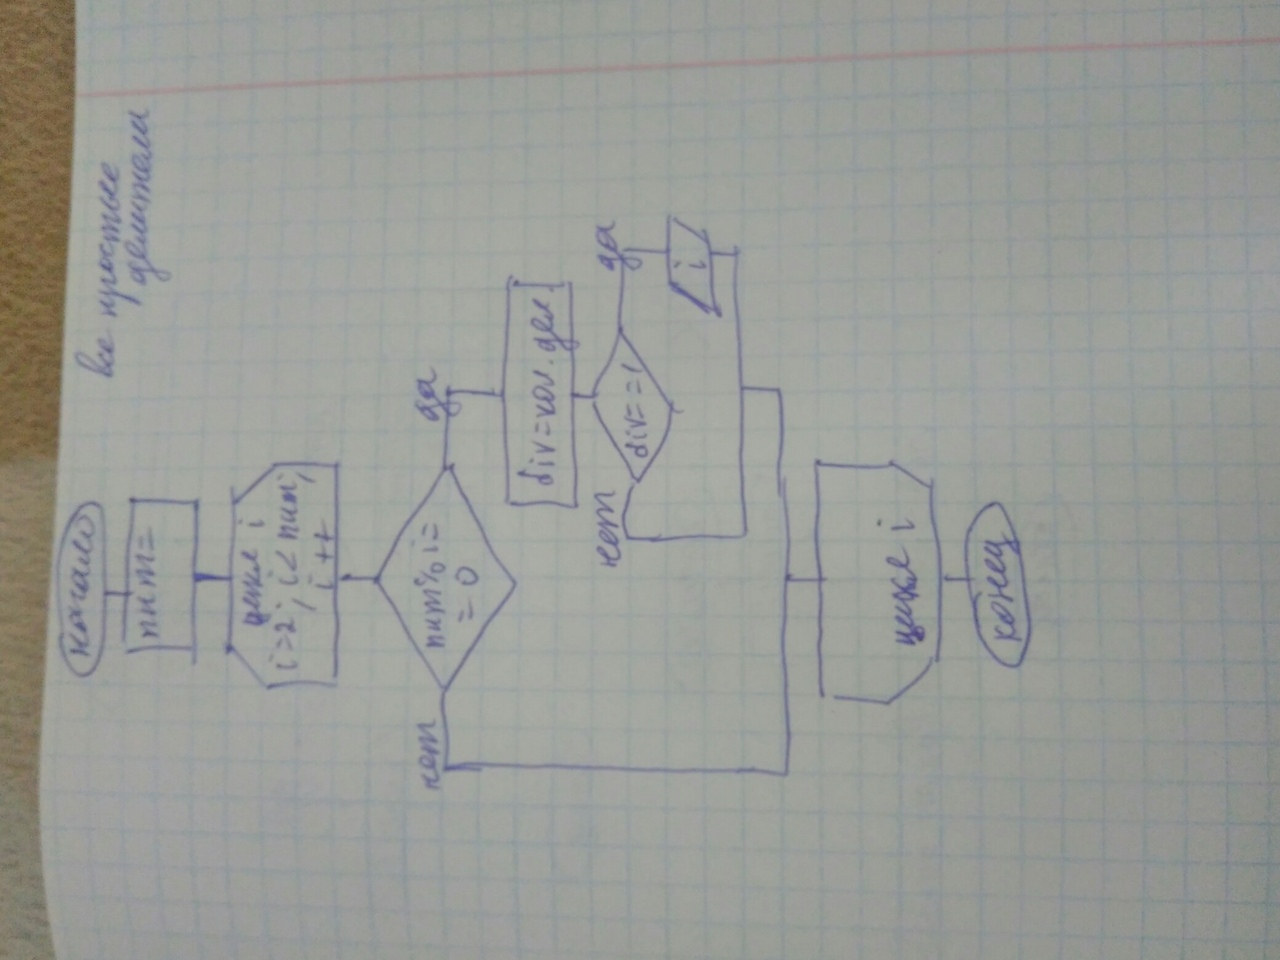 все простые
делители
начало
num=
цикл i
i=2; i<num;
i++
num%i=
=0
нет
да
div=кол. дел.
div==1
нет
да
i
цикл i
конец